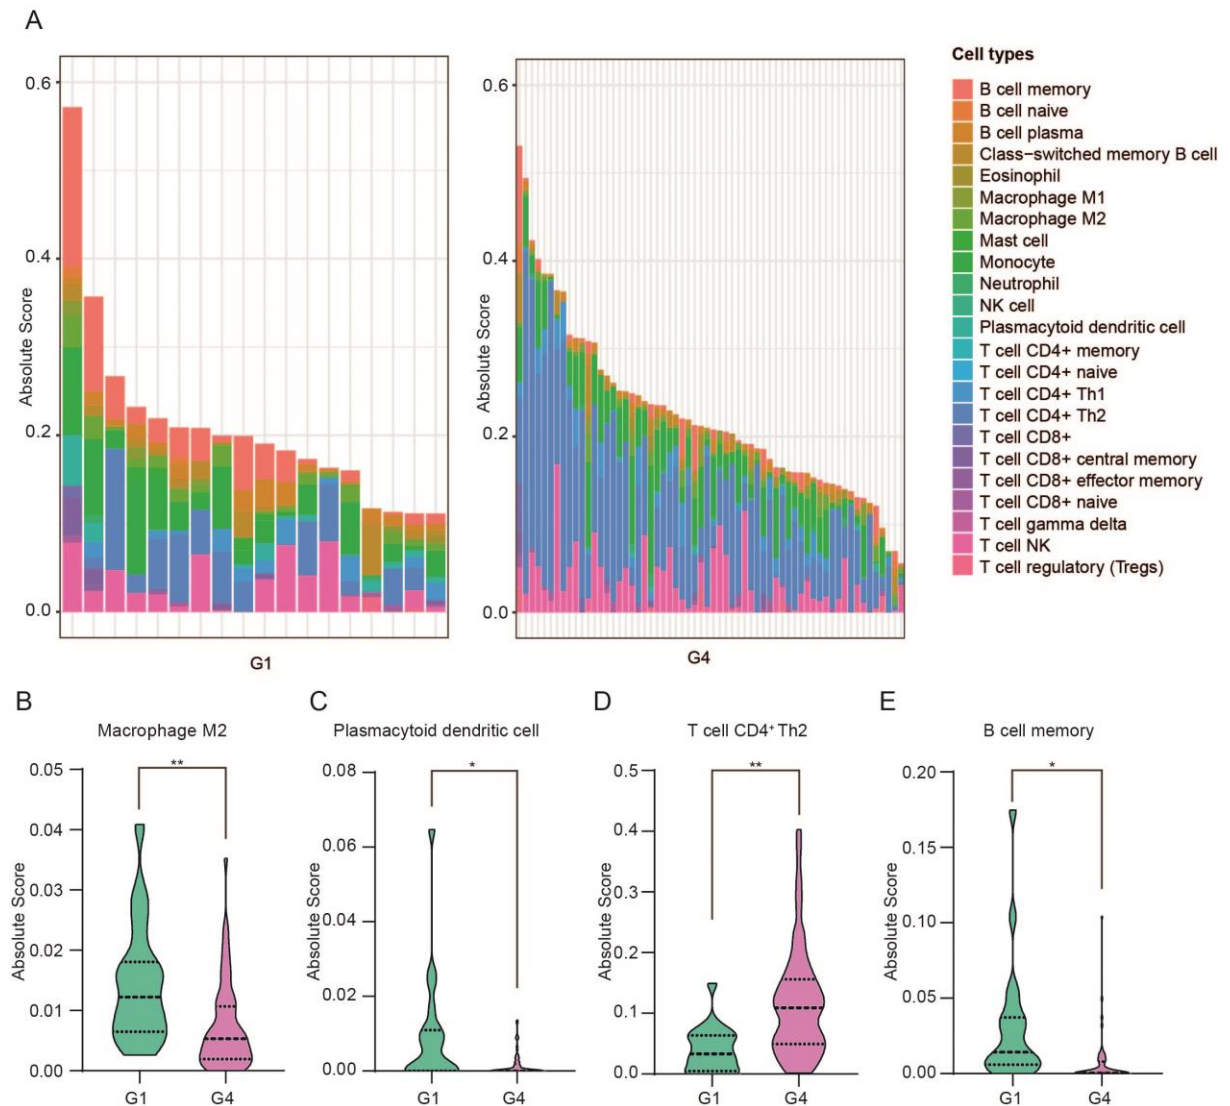 A
Absolute Score
0.6
0.4
0.2
0.0
G1
Absolute Score
0.6
0.4
0.2
0.0
G4
Cell types
B cell memory
B cell naive
B cell plasma
Class−switched memory B cell
Eosinophil
Macrophage M1
Macrophage M2
Mast cell
Monocyte
Neutrophil
NK cell
Plasmacytoid dendritic cell
T cell CD4+ memory
T cell CD4+ naive
T cell CD4+ Th1
T cell CD4+ Th2
T cell CD8+
T cell CD8+ central memory
T cell CD8+ effector memory
T cell CD8+ naive
T cell gamma delta
T cell NK
T cell regulatory (Tregs)
B
Macrophage M2
**
Absolute Score
0.05
0.04
0.03
0.02
0.01
0.00
G1 G4
C
Plasmacytoid dendritic cell
*
Absolute Score
0.08
0.06
0.04
0.02
0.00
G1 G4
D
T cell CD4⁺ Th2
**
Absolute Score
0.5
0.4
0.3
0.2
0.1
0.0
G1 G4
E
B cell memory
*
Absolute Score
0.20
0.15
0.10
0.05
0.00
G1 G4